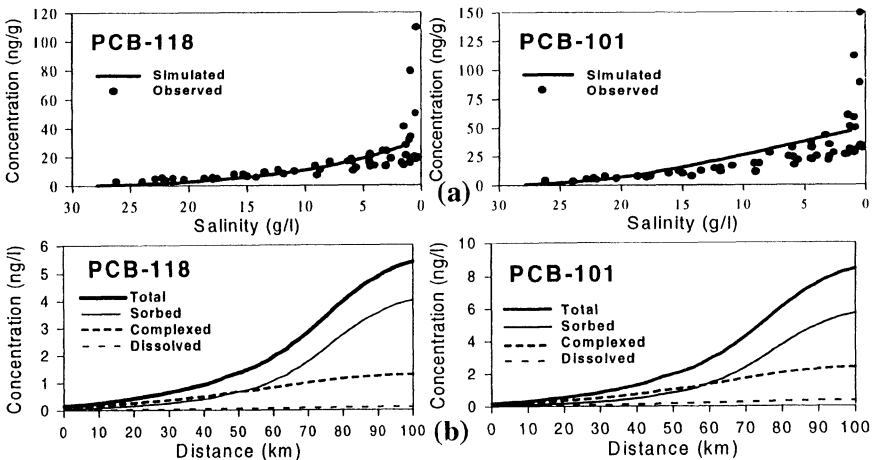 Concentration (ng/g)
120
100
80
60
40
20
0
PCB-118
Simulated
Observed
30
25
20
15
10
5
0
Salinity (g/l)
(a)
Concentration (ng/g)
150
125
100
75
50
25
0
PCB-101
Simulated
Observed
30
25
20
15
10
5
0
Salinity (g/l)
Concentration (ng/l)
6
5
4
3
2
1
0
PCB-118
Total
Sorbed
Complexed
Dissolved
0
10
20
30
40
50
60
70
80
90
100
Distance (km)
(b)
Concentration (ng/l)
10
8
6
4
2
0
PCB-101
Total
Sorbed
Complexed
Dissolved
0
10
20
30
40
50
60
70
80
90
100
Distance (km)